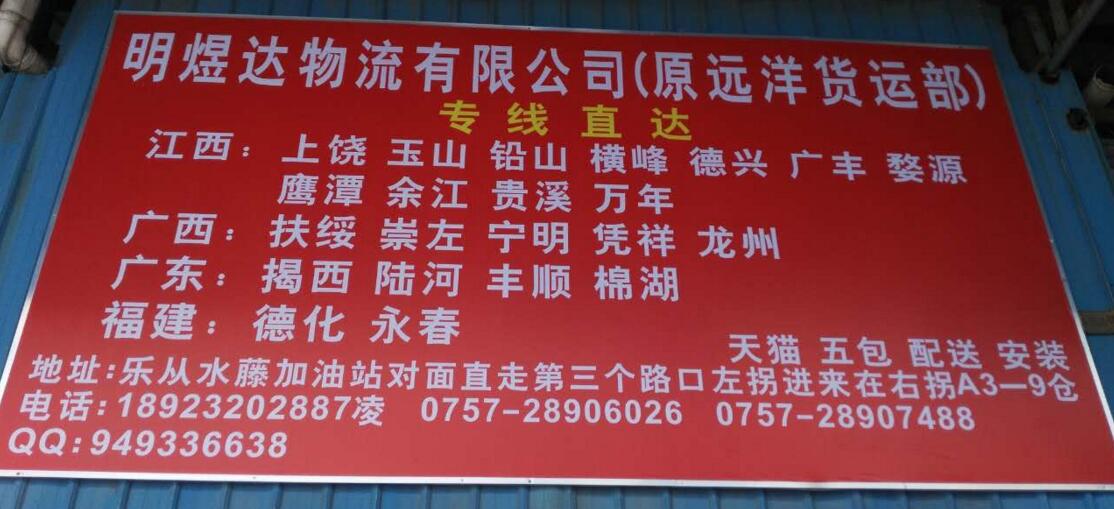 明煜达物流有限公司(原远洋货运部)
专线直达
江西：上饶 玉山 铅山 横峰 德兴 广丰 婺源
鹰潭 余江 贵溪 万年
广西：扶绥 崇左 宁明 凭祥 龙州
广东：揭西 陆河 丰顺 棉湖
福建：德化 永春
天猫 五包 配送 安装
地址:乐从水藤加油站对面直走第三个路口左拐进来在右拐A3—9仓
电话:18923202887凌 0757-28906026 0757-28907488
QQ:949336638